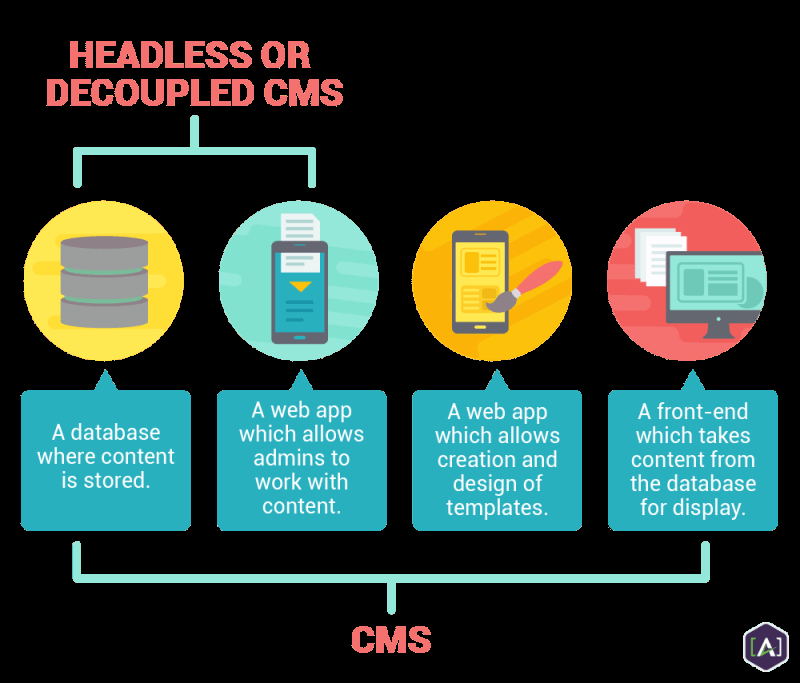 HEADLESS OR
DECOUPLED CMS
A database
where content
is stored.
A web app
which allows
admins to
work with
content.
A web app
which allows
creation and
design of
templates.
A front-end
which takes
content from
the database
for display.
CMS
[A]